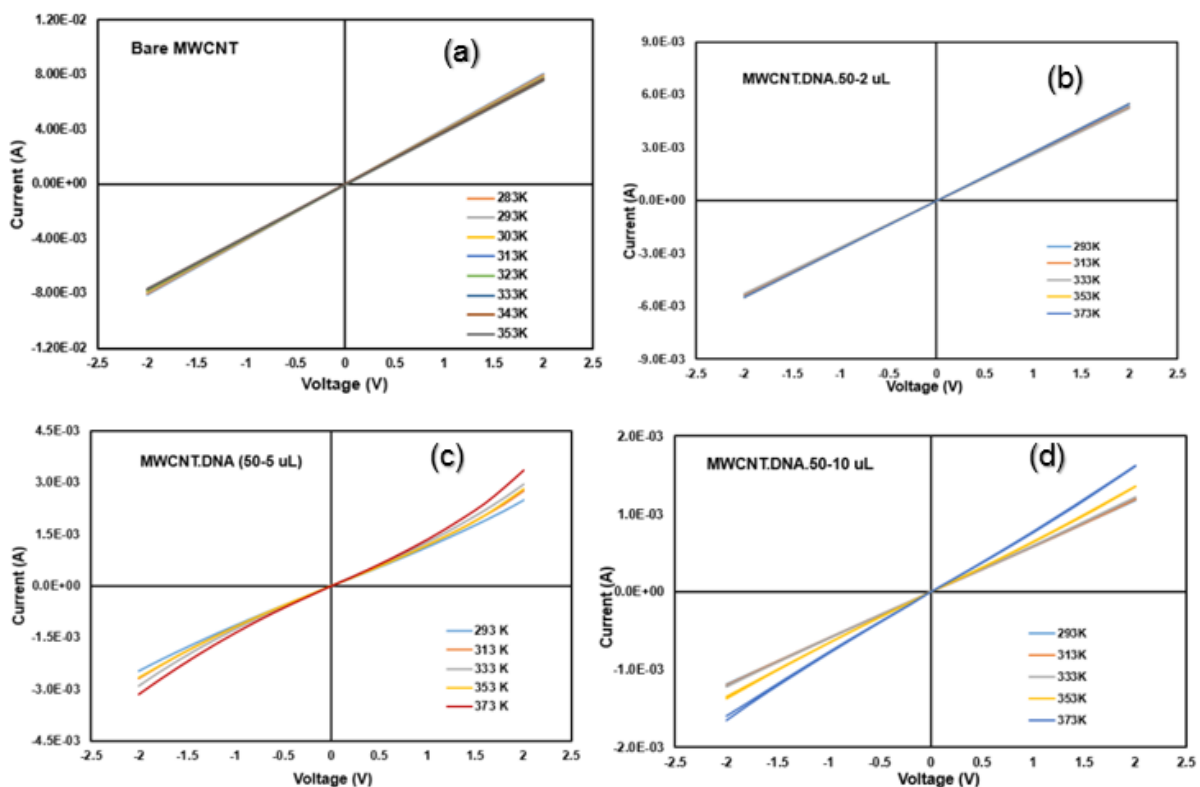 Bare MWCNT
(a)
1.20E-02
8.00E-03
4.00E-03
0.00E+00
-4.00E-03
-8.00E-03
-1.20E-02
Current (A)
283K
293K
303K
313K
323K
333K
343K
353K
-2.5 -2 -1.5 -1 -0.5 0 0.5 1 1.5 2 2.5
Voltage (V)
MWCNT.DNA.50-2 uL
(b)
9.0E-03
6.0E-03
3.0E-03
-0.0E+00
-3.0E-03
-6.0E-03
-9.0E-03
Current (A)
293K
313K
333K
353K
373K
-2.5 -2 -1.5 -1 -0.5 0 0.5 1 1.5 2 2.5
Voltage (V)
MWCNT.DNA (50-5 uL)
(c)
4.5E-03
3.0E-03
1.5E-03
0.0E+00
-1.5E-03
-3.0E-03
-4.5E-03
Current (A)
293 K
313 K
333 K
353 K
373 K
-2.5 -2 -1.5 -1 -0.5 0 0.5 1 1.5 2 2.5
Voltage (V)
MWCNT.DNA.50-10 uL
(d)
2.0E-03
1.0E-03
0.0E+00
-1.0E-03
-2.0E-03
Current (A)
293K
313K
333K
353K
373K
-2.5 -2 -1.5 -1 -0.5 0 0.5 1 1.5 2 2.5
Voltage (V)